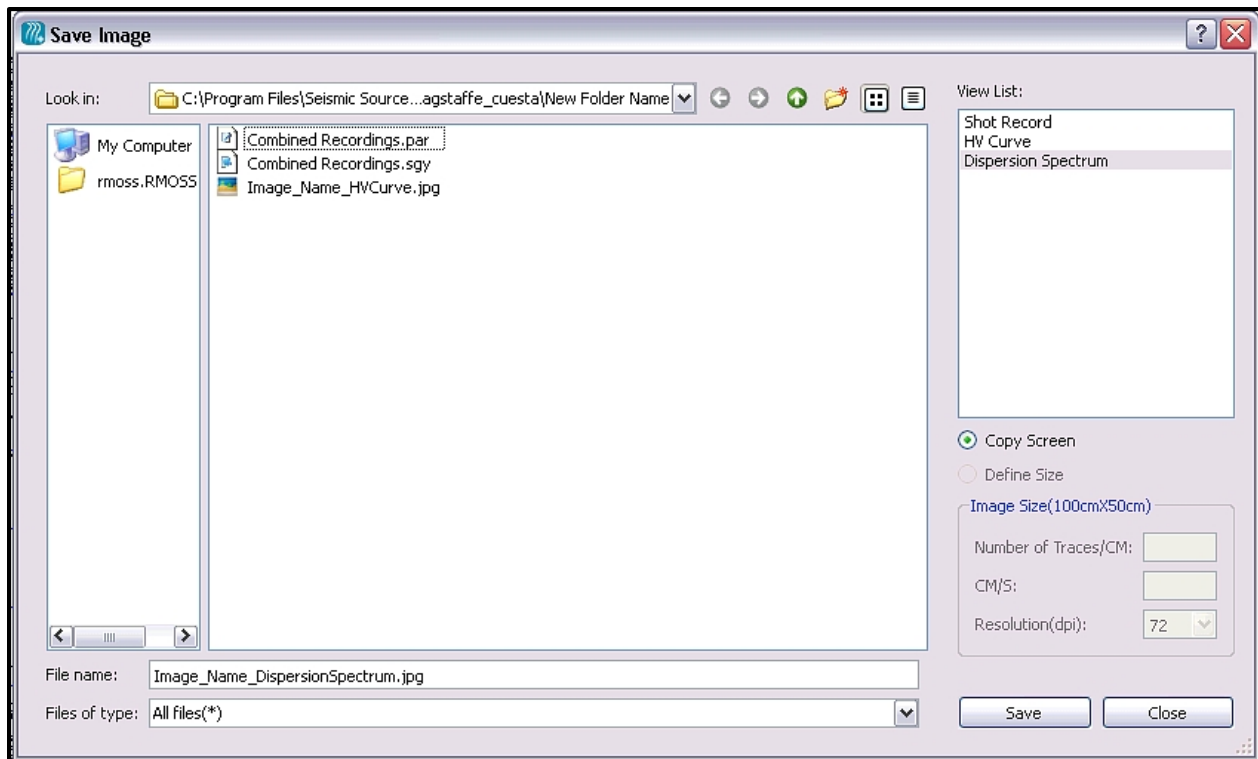 Save Image
Look in:
C:\Program Files\Seismic Source...agstaffe_cuesta\New Folder Name
My Computer
rmoss.RMOSS
Combined Recordings.par
Combined Recordings.sgy
Image_Name_HVCurve.jpg
View List:
Shot Record
HV Curve
Dispersion Spectrum
Copy Screen
Define Size
Image Size(100cmX50cm)
Number of Traces/CM:
CM/S:
Resolution(dpi): 72
File name: Image_Name_DispersionSpectrum.jpg
Files of type: All files(*)
Save Close